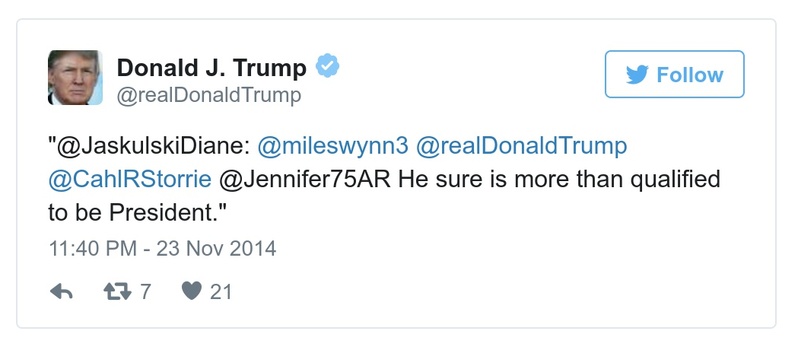 Donald J. Trump
@realDonaldTrump
Follow
"@JaskulskiDiane: @mileswynn3 @realDonaldTrump
@CahlRStorrie @Jennifer75AR He sure is more than qualified
to be President."
11:40 PM - 23 Nov 2014
7 21